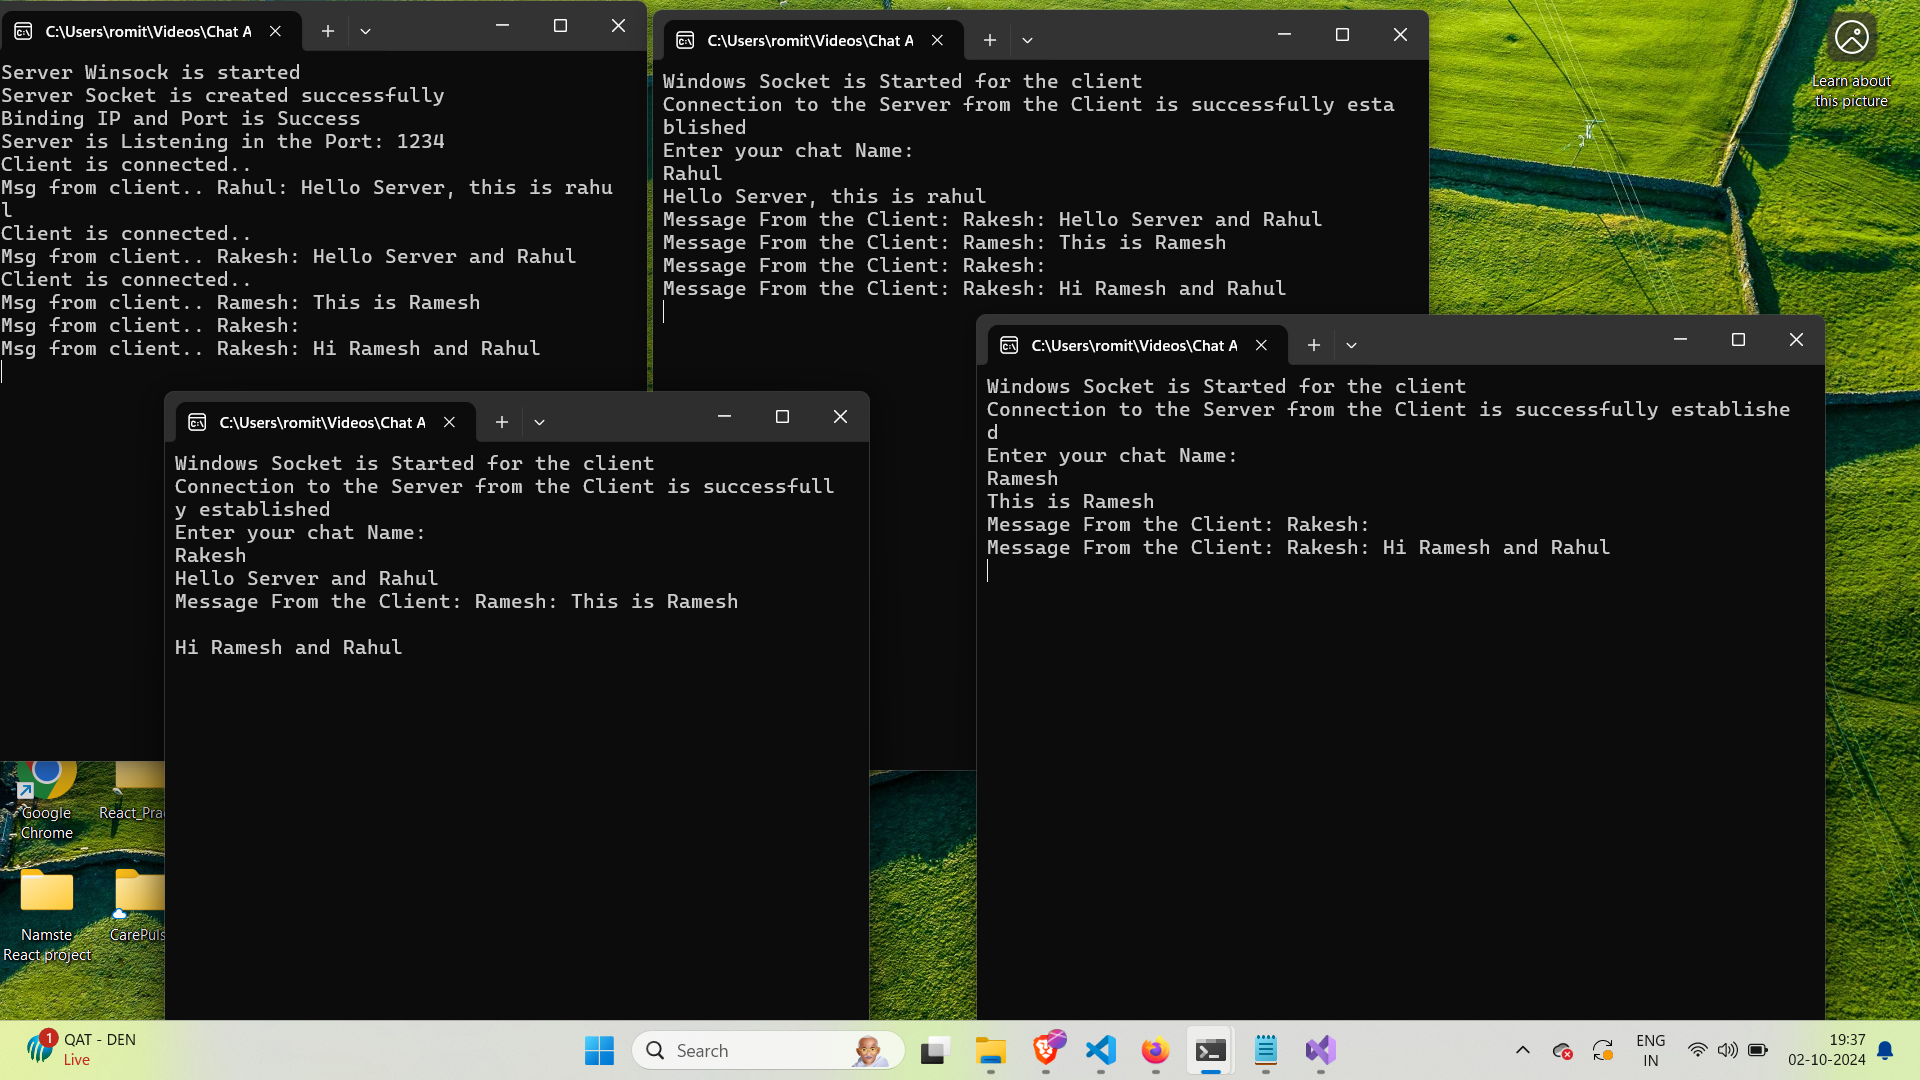 C:\Users\romit\Videos\Chat A
Server Winsock is started
Server Socket is created successfully
Binding IP and Port is Success
Server is Listening in the Port: 1234
Client is connected..
Msg from client.. Rahul: Hello Server, this is rahu
l
Client is connected..
Msg from client.. Rakesh: Hello Server and Rahul
Client is connected..
Msg from client.. Ramesh: This is Ramesh
Msg from client.. Rakesh:
Msg from client.. Rakesh: Hi Ramesh and Rahul
C:\Users\romit\Videos\Chat A
Windows Socket is Started for the client
Connection to the Server from the Client is successfully esta
blished
Enter your chat Name:
Rahul
Hello Server, this is rahul
Message From the Client: Rakesh: Hello Server and Rahul
Message From the Client: Ramesh: This is Ramesh
Message From the Client: Rakesh:
Message From the Client: Rakesh: Hi Ramesh and Rahul
Learn about
this picture
C:\Users\romit\Videos\Chat A
Windows Socket is Started for the client
Connection to the Server from the Client is successfull
y established
Enter your chat Name:
Rakesh
Hello Server and Rahul
Message From the Client: Ramesh: This is Ramesh
Hi Ramesh and Rahul
C:\Users\romit\Videos\Chat A
Windows Socket is Started for the client
Connection to the Server from the Client is successfully establishe
d
Enter your chat Name:
Ramesh
This is Ramesh
Message From the Client: Rakesh:
Message From the Client: Rakesh: Hi Ramesh and Rahul
Google
Chrome
React_Pra
Namste
React project
CarePuls
1
QAT - DEN
Live
Search
ENG
IN
19:37
02-10-2024